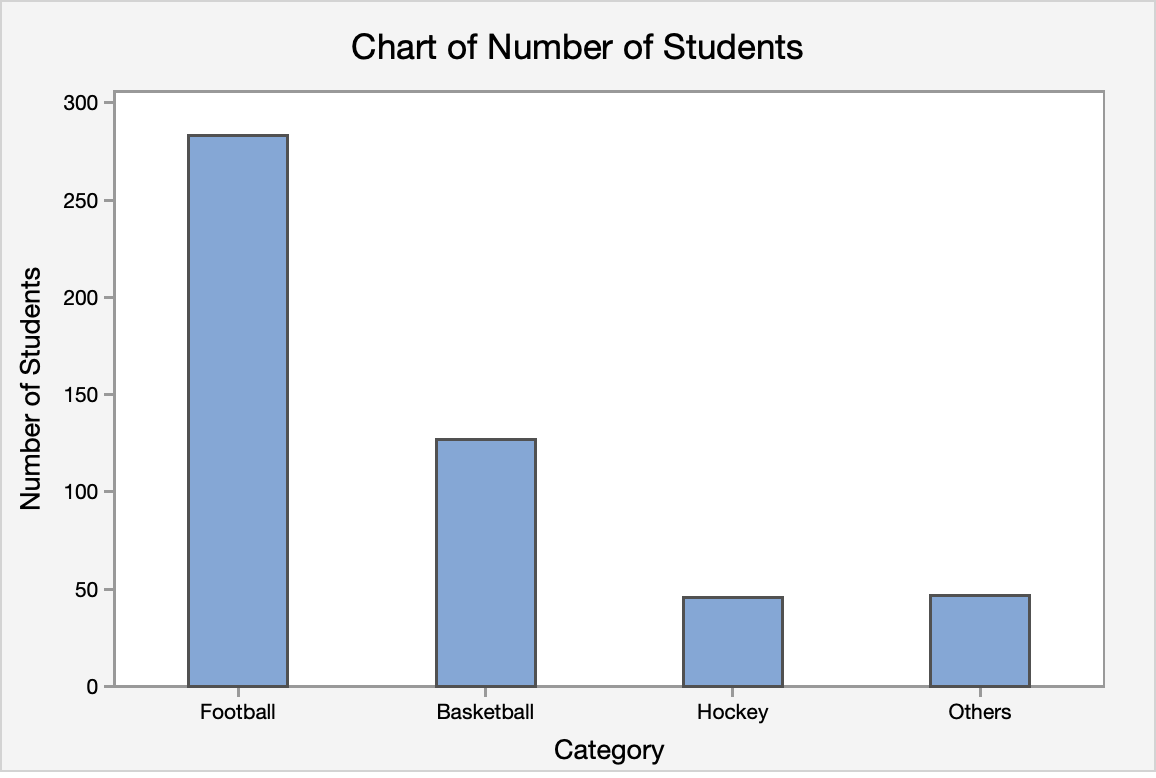 Chart of Number of Students
Number of Students
300
250
200
150
100
50
0
Football Basketball Hockey Others
Category